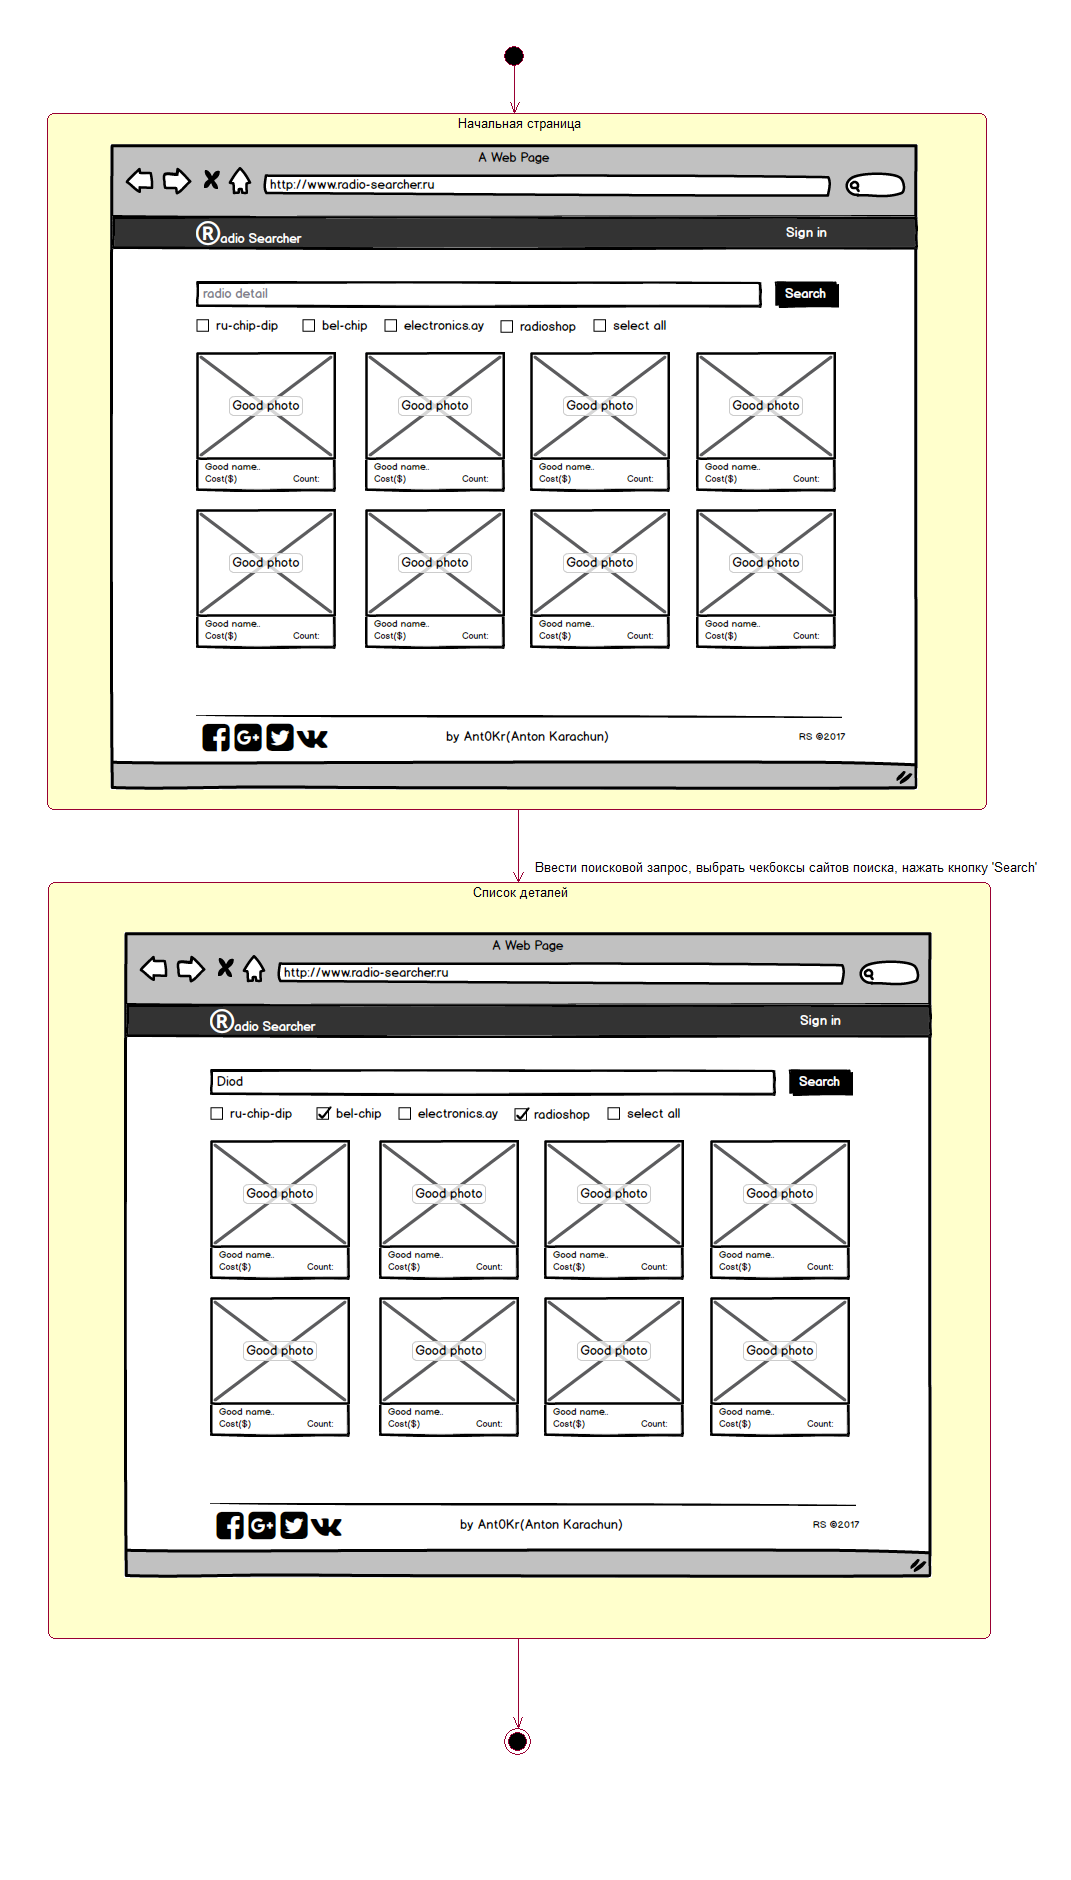 Начальная страница
A Web Page
http://www.radio-searcher.ru
Radio Searcher
Sign in
radio detail
Search
ru-chip-dip bel-chip electronics.ay radioshop select all
Good photo Good photo Good photo Good photo
Good name.. Good name.. Good name.. Good name..
Cost($) Count: Cost($) Count: Cost($) Count: Cost($) Count:
Good photo Good photo Good photo Good photo
Good name.. Good name.. Good name.. Good name..
Cost($) Count: Cost($) Count: Cost($) Count: Cost($) Count:
by Ant0Kr(Anton Karachun)
RS ©2017
Ввести поисковой запрос, выбрать чекбоксы сайтов поиска, нажать кнопку 'Search'
Список деталей
A Web Page
http://www.radio-searcher.ru
Radio Searcher
Sign in
Diod
Search
ru-chip-dip bel-chip electronics.ay radioshop select all
Good photo Good photo Good photo Good photo
Good name.. Good name.. Good name.. Good name..
Cost($) Count: Cost($) Count: Cost($) Count: Cost($) Count:
Good photo Good photo Good photo Good photo
Good name.. Good name.. Good name.. Good name..
Cost($) Count: Cost($) Count: Cost($) Count: Cost($) Count:
by Ant0Kr(Anton Karachun)
RS ©2017